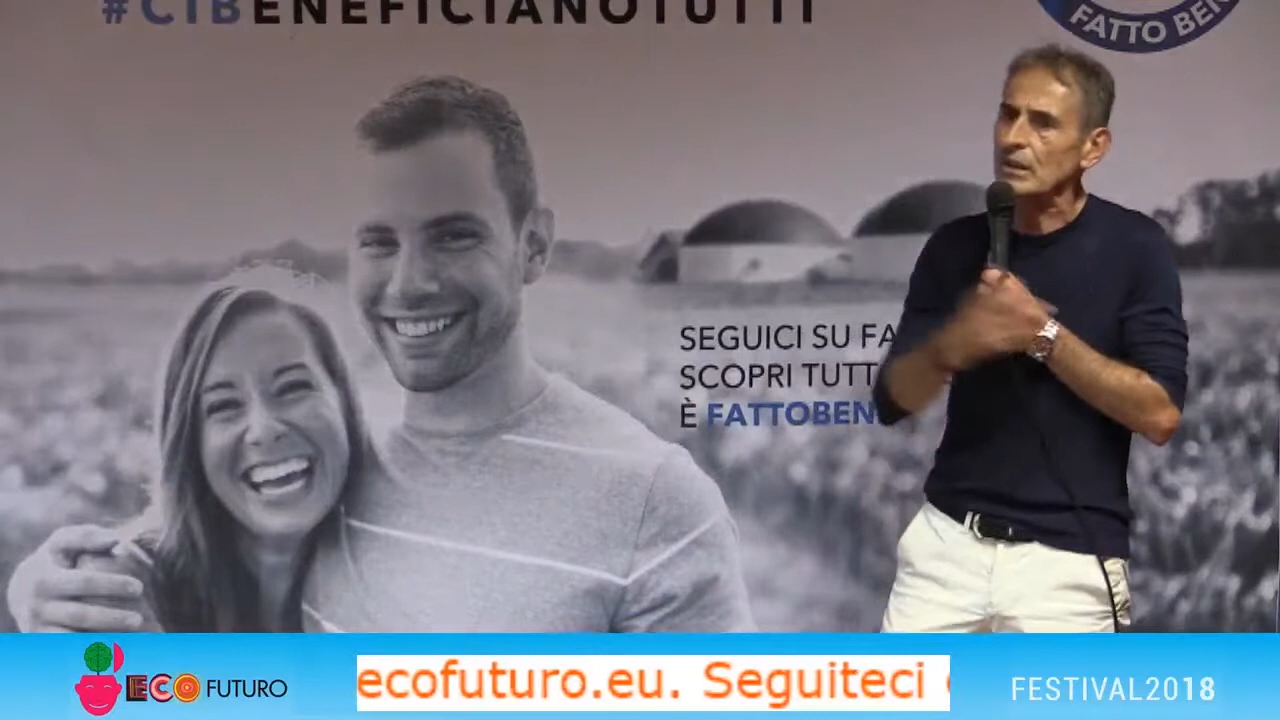 #CIBENEFICIANOTUTTI
FATTO BEN
SEGUICI SU FA
SCOPRI TUTT
È FATTOBEN
ECO FUTURO
ecofuturo.eu. Seguiteci
FESTIVAL2018